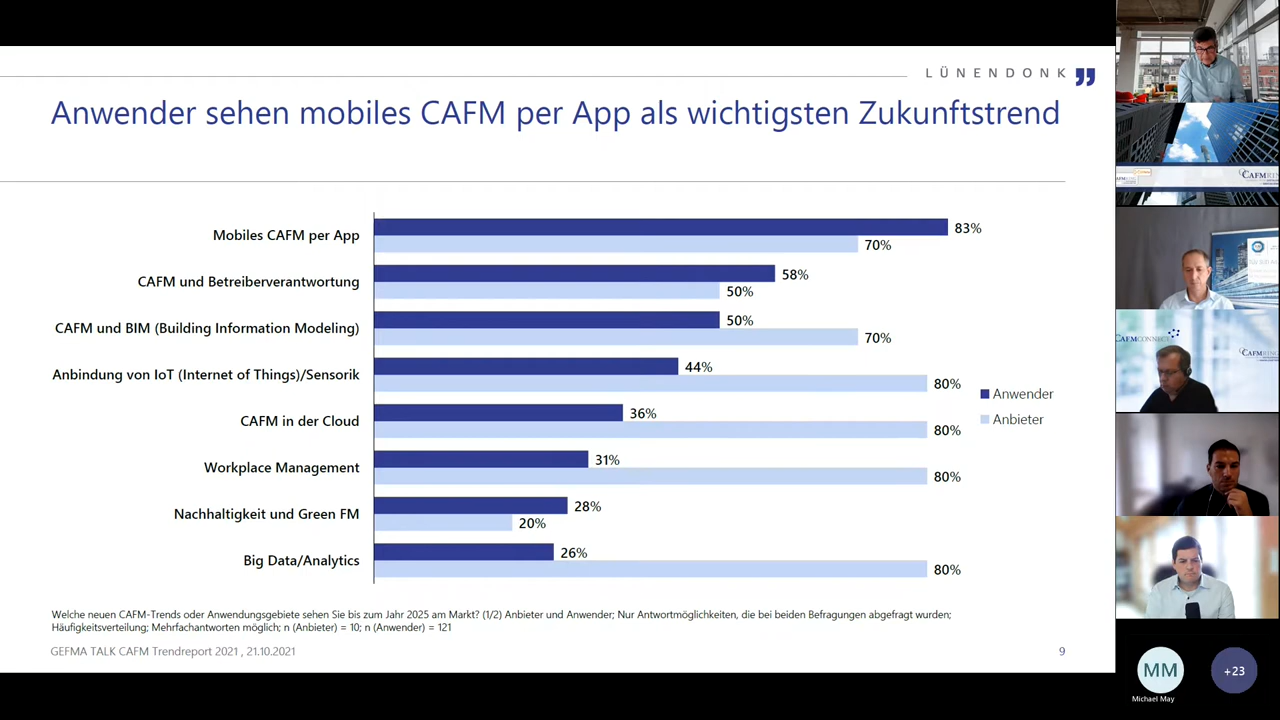 LÜNENDONK
Anwender sehen mobiles CAFM per App als wichtigsten Zukunftstrend
Mobiles CAFM per App
83%
70%
CAFM und Betreiberverantwortung
58%
50%
CAFM und BIM (Building Information Modeling)
50%
70%
Anbindung von IoT (Internet of Things)/Sensorik
44%
80%
CAFM in der Cloud
36%
80%
Workplace Management
31%
80%
Nachhaltigkeit und Green FM
28%
20%
Big Data/Analytics
26%
80%
Anwender
Anbieter
Welche neuen CAFM-Trends oder Anwendungsgebiete sehen Sie bis zum Jahr 2025 am Markt? (1/2) Anbieter und Anwender; Nur Antwortmöglichkeiten, die bei beiden Befragungen abgefragt wurden;
Häufigkeitsverteilung; Mehrfachantworten möglich; n (Anbieter) = 10; n (Anwender) = 121
GEFMA TALK CAFM Trendreport 2021 , 21.10.2021
9
CAFMCONNECT
MM
Michael May
+23